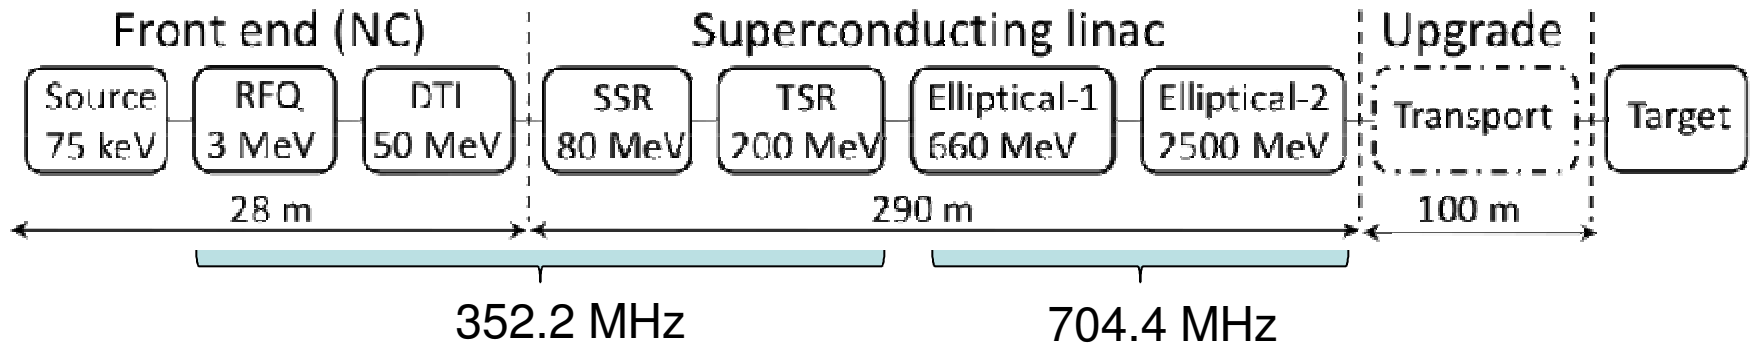 Front end (NC)
Superconducting linac
Upgrade
Source
75 keV
RFQ
3 MeV
DTI
50 MeV
SSR
80 MeV
TSR
200 MeV
Elliptical-1
660 MeV
Elliptical-2
2500 MeV
Transport
Target
28 m
290 m
100 m
352.2 MHz
704.4 MHz